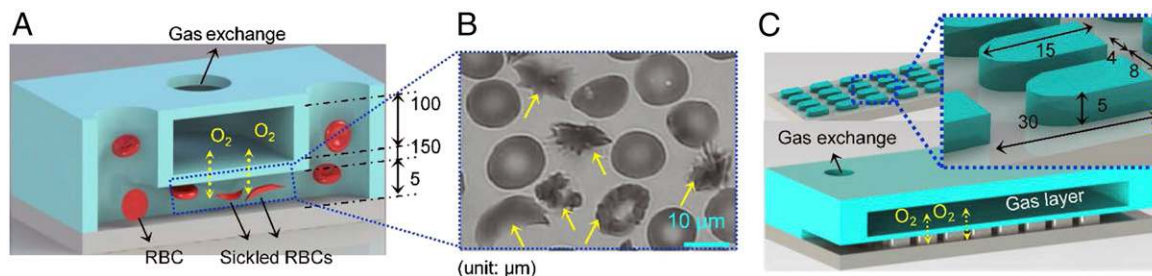 A
Gas exchange
O₂
O₂
100
150
5
RBC
Sickled RBCs
B
10 μm
(unit: μm)
C
15
4
8
5
30
Gas exchange
O₂
O₂
Gas layer